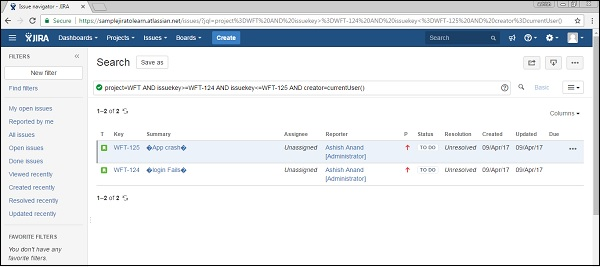 Issue navigator - JIRA
Secure https://samplejiratolearn.atlassian.net/issues/?jql=project%3DWFT%20AND%20issuekey>%3DWFT-124%20AND%20issuekey<%3DWFT-125%20AND%20creator%3DcurrentUser()
JIRA Dashboards Projects Issues Boards Create Search
FILTERS
New filter
Find filters
My open issues
Reported by me
All issues
Open issues
Done issues
Viewed recently
Created recently
Resolved recently
Updated recently
FAVORITE FILTERS
You don't have any
favorite filters.
Search Save as
project=WFT AND issuekey>=WFT-124 AND issuekey<=WFT-125 AND creator=currentUser() Basic
1–2 of 2
Columns
T Key Summary Assignee Reporter P Status Resolution Created Updated Due
WFT-125 �App crash� Unassigned Ashish Anand TO DO Unresolved 09/Apr/17 09/Apr/17
[Administrator]
WFT-124 �login Fails� Unassigned Ashish Anand TO DO Unresolved 09/Apr/17 09/Apr/17
[Administrator]
1–2 of 2